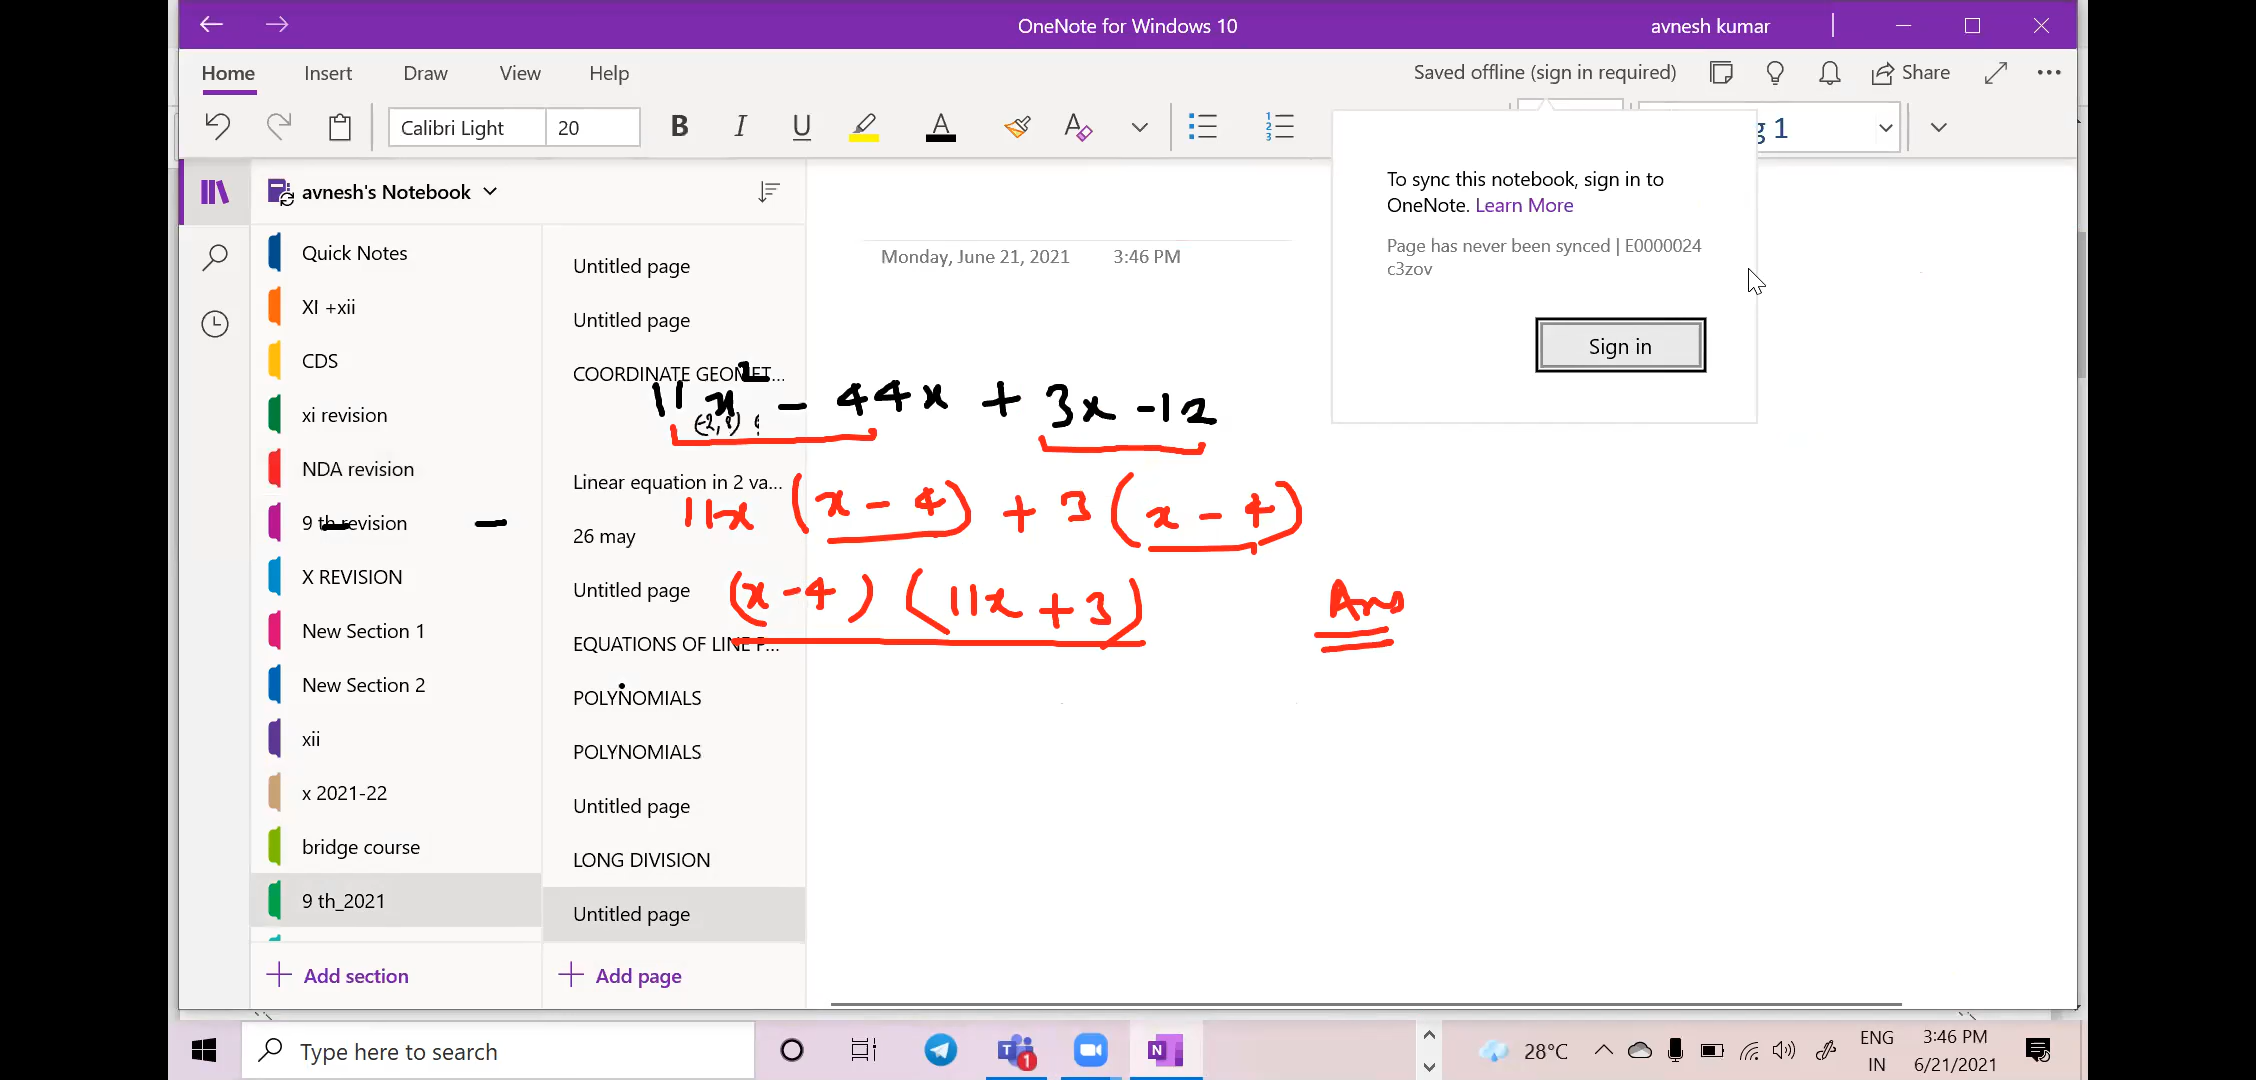 OneNote for Windows 10
avnesh kumar
Home Insert Draw View Help
Saved offline (sign in required)
Share
Calibri Light 20
B I U A A
g 1
avnesh's Notebook
Quick Notes
XI +xii
CDS
xi revision
NDA revision
9 th revision
X REVISION
New Section 1
New Section 2
xii
x 2021-22
bridge course
9 th_2021
Add section
Untitled page
Untitled page
COORDINATE GEOMET...
Linear equation in 2 va...
26 may
Untitled page
EQUATIONS OF LINE P...
POLYNOMIALS
POLYNOMIALS
Untitled page
LONG DIVISION
Untitled page
Add page
Monday, June 21, 2021 3:46 PM
11x² - 44x + 3x -12
11x (x - 4) + 3 (x - 4)
(x -4) (11x + 3) Ans
To sync this notebook, sign in to
OneNote. Learn More
Page has never been synced | E0000024
c3zov
Sign in
Type here to search
28°C
ENG
IN
3:46 PM
6/21/2021